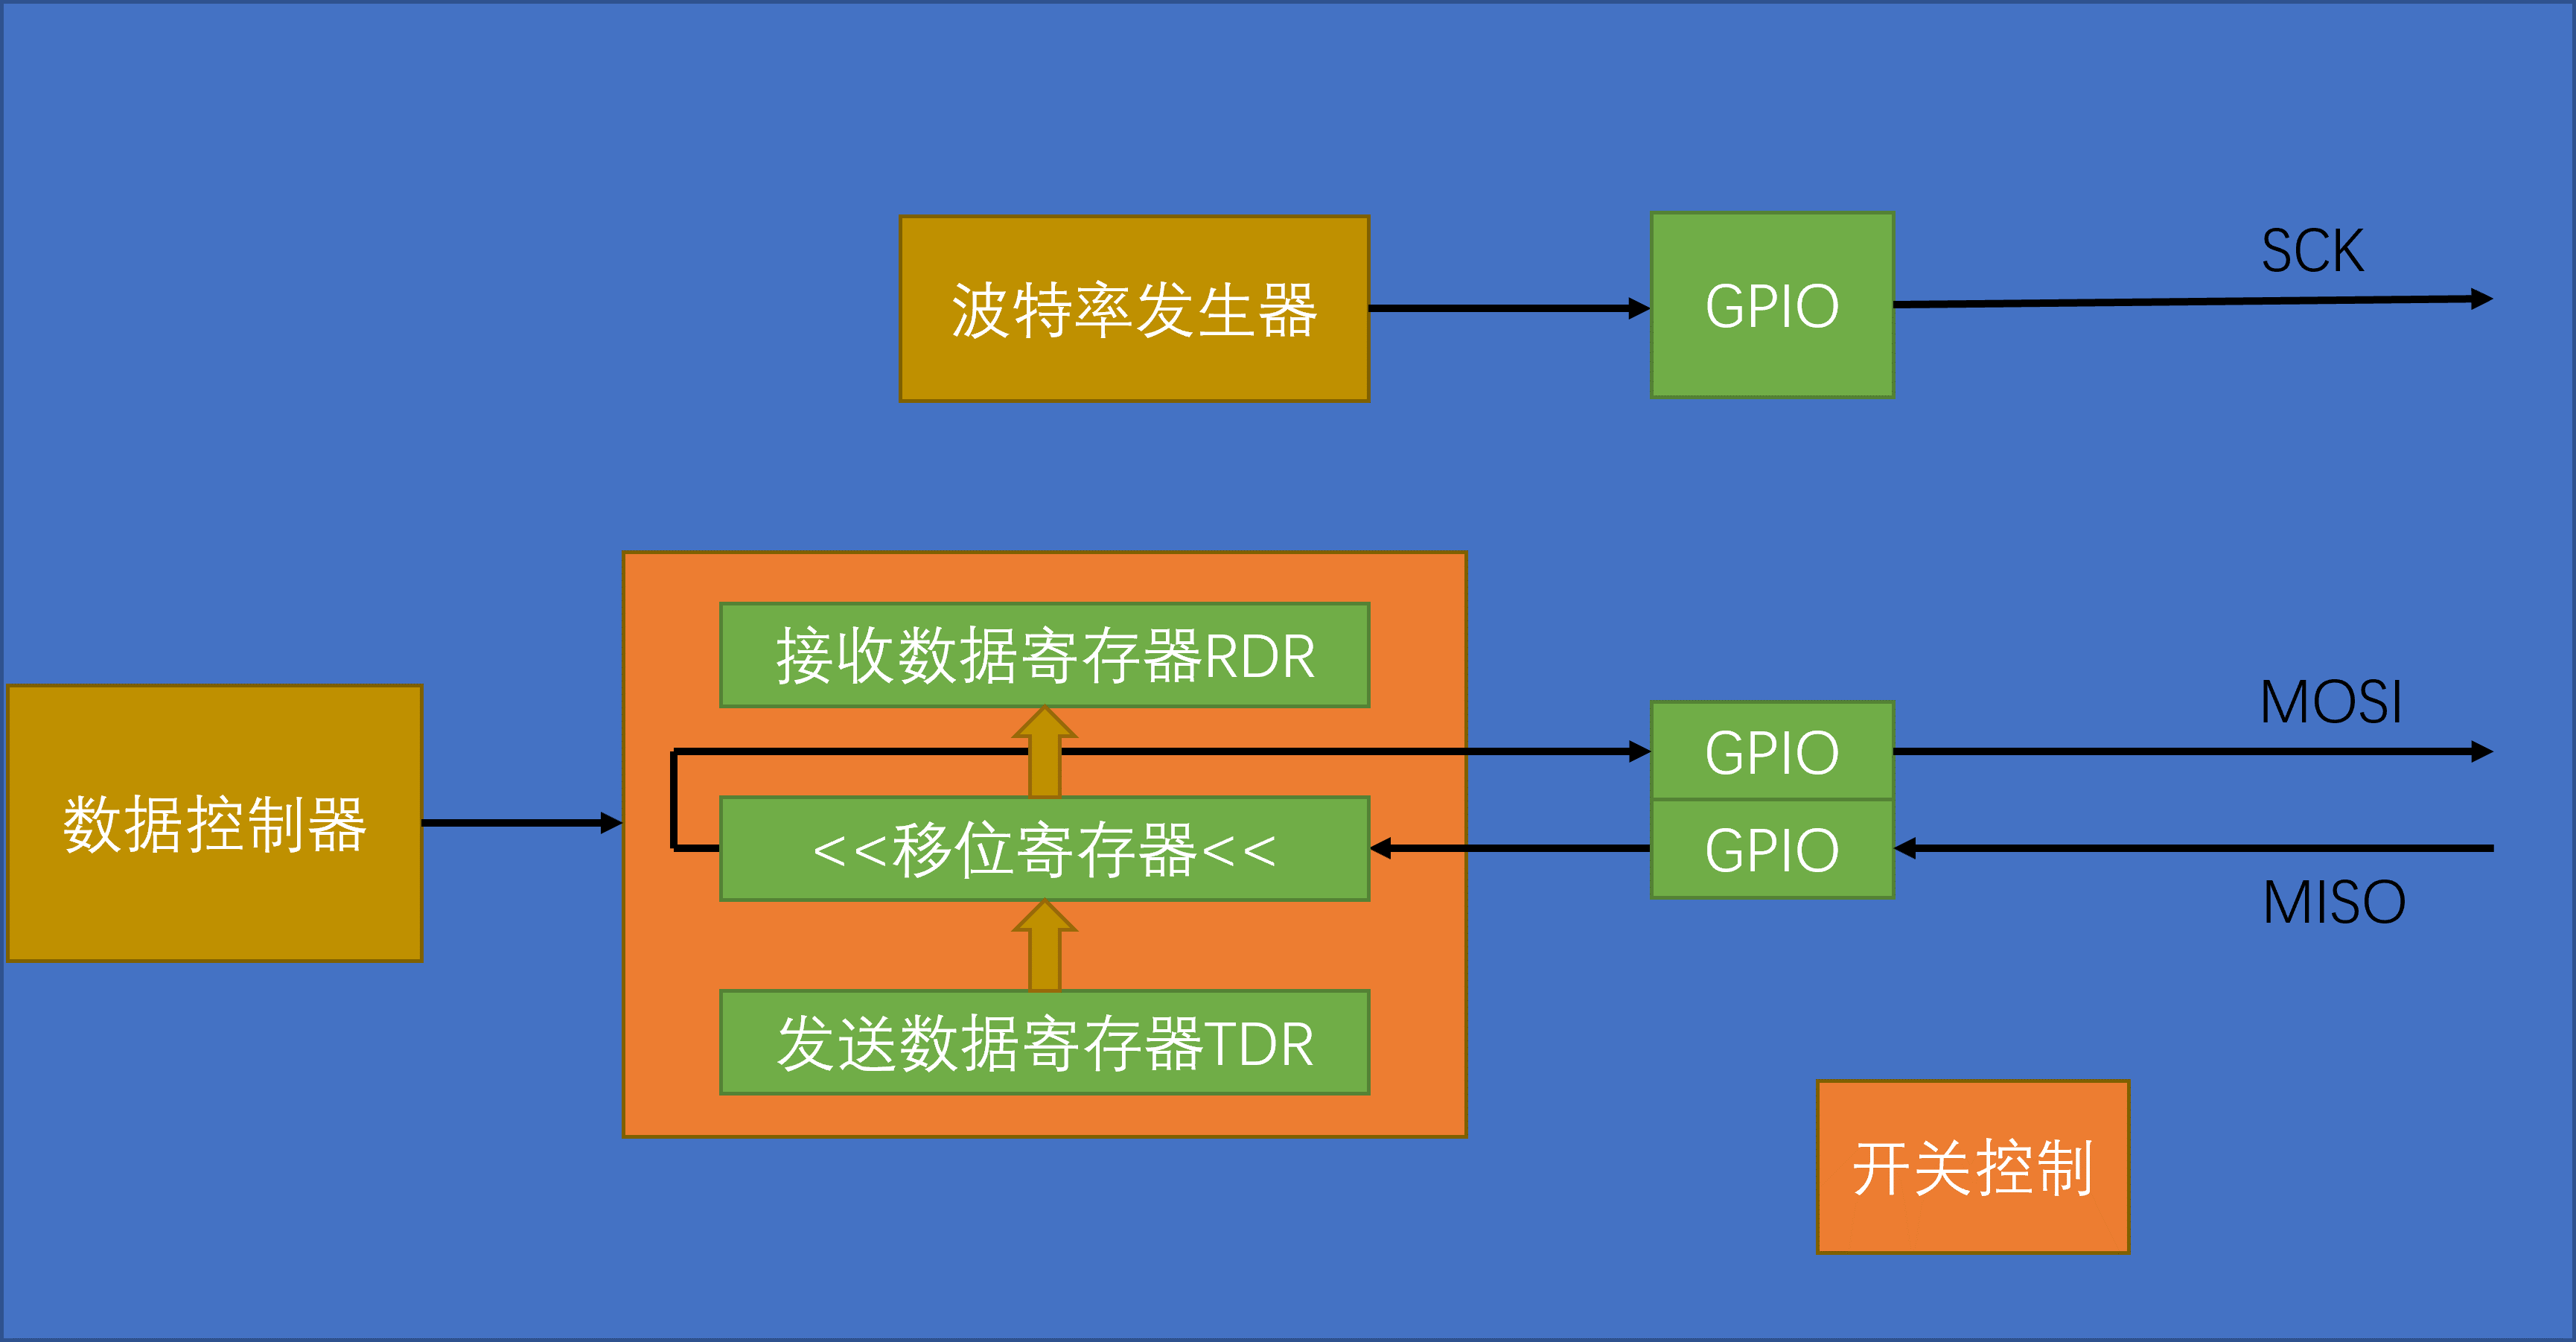 波特率发生器
GPIO
SCK
接收数据寄存器RDR
MOSI
GPIO
数据控制器
<<移位寄存器<<
GPIO
MISO
发送数据寄存器TDR
开关控制